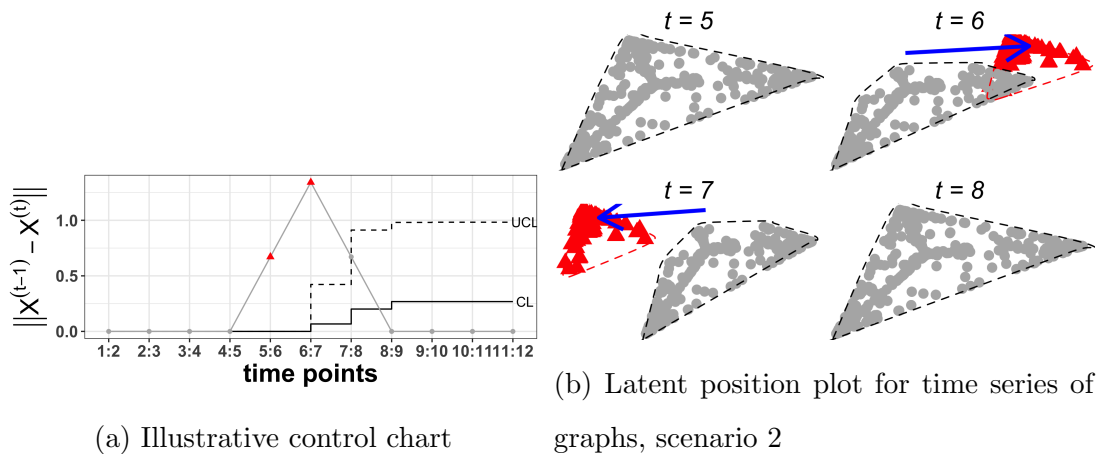 t = 5
t = 6
t = 7
t = 8
||X^(t−1) − X^(t)||
1.0
0.5
0.0
UCL
CL
1:2 2:3 3:4 4:5 5:6 6:7 7:8 8:9 9:10 10:11 11:12
time points
(a) Illustrative control chart
(b) Latent position plot for time series of
graphs, scenario 2